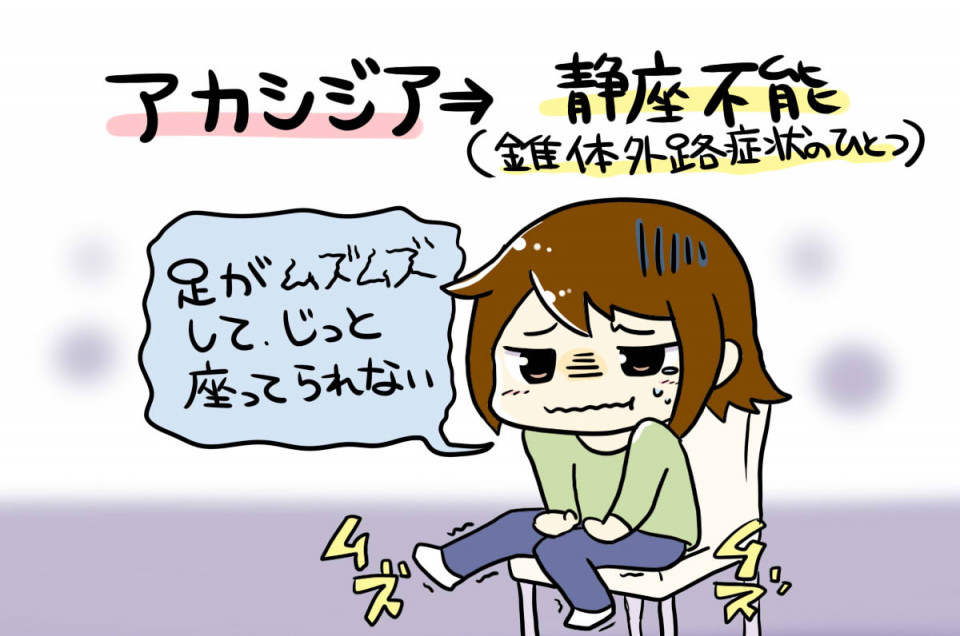 アカシジア⇒静座不能
(錐体外路症状のひとつ)
足がムズムズ
して、じっと
座ってられない
ムズ
ムズ